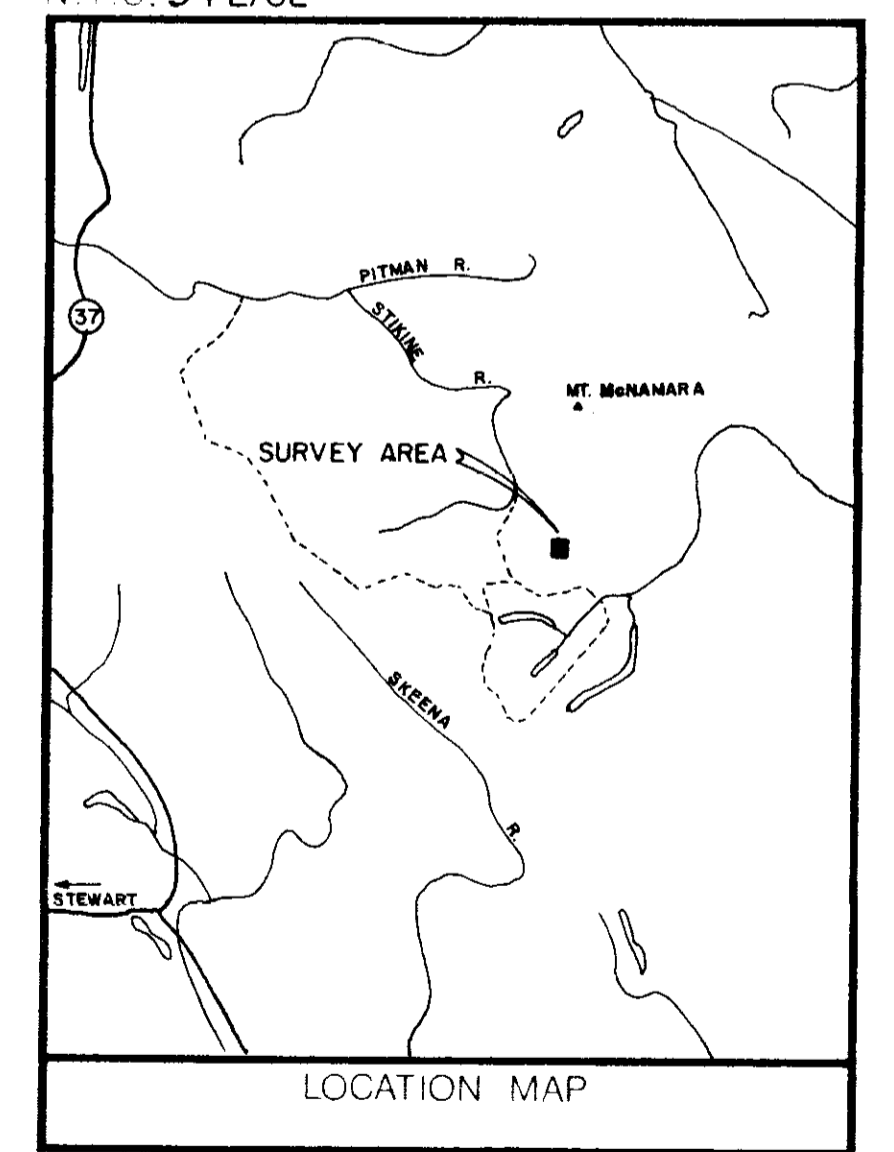 PITMAN R.
37
STIKINE
R.
MT. McNAMARA
SURVEY AREA
SKEENA
R.
STEWART
LOCATION MAP